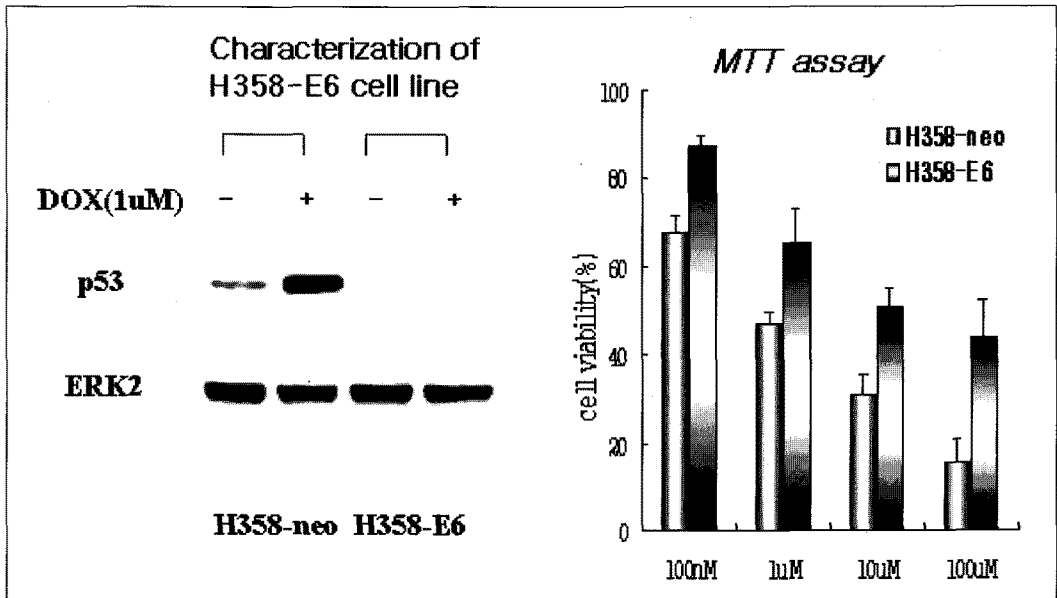 Characterization of
H358-E6 cell line
DOX(1uM) - + - +
p53
ERK2
H358-neo H358-E6
MTT assay
H358-neo
H358-E6
cell viability(%)
100
80
60
40
20
0
100nM 1uM 10uM 100uM